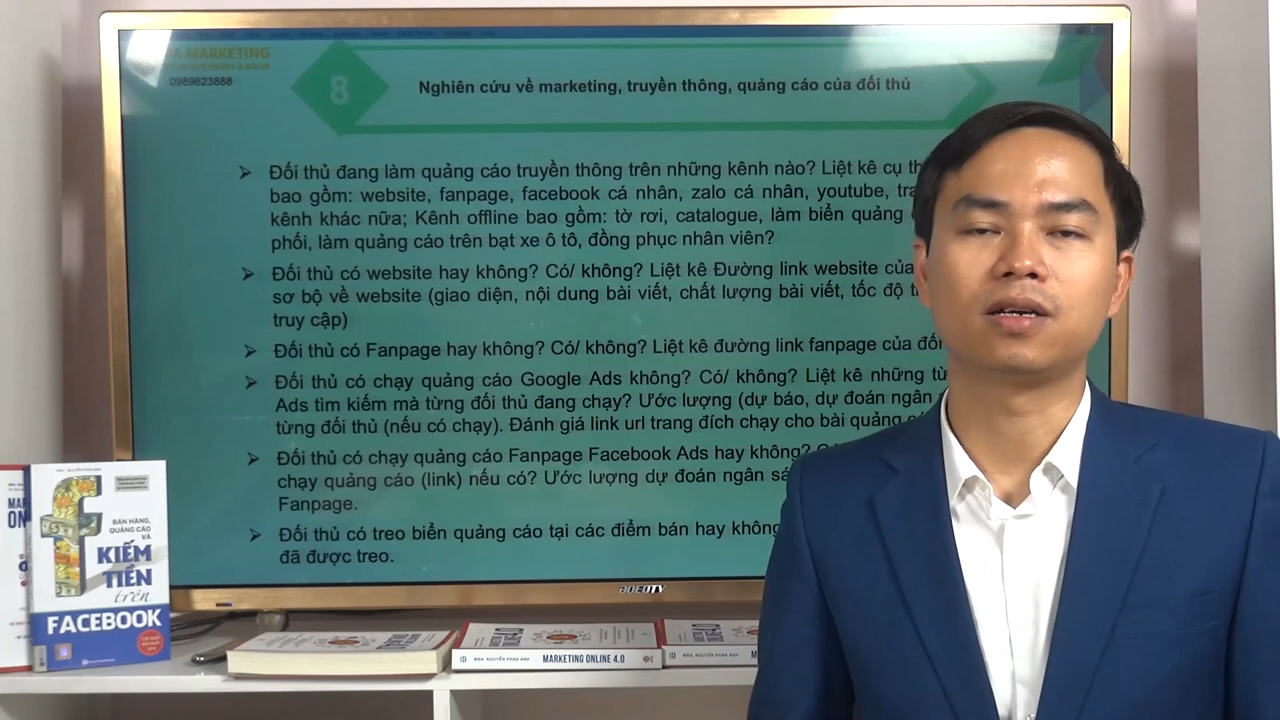 PA MARKETING
0989623888
8
Nghiên cứu về marketing, truyền thông, quảng cáo của đối thủ
➢ Đối thủ đang làm quảng cáo truyền thông trên những kênh nào? Liệt kê cụ
bao gồm: website, fanpage, facebook cá nhân, zalo cá nhân, youtube,
kênh khác nữa; Kênh offline bao gồm: tờ rơi, catalogue, làm biển quảng
phối, làm quảng cáo trên bạt xe ô tô, đồng phục nhân viên?
➢ Đối thủ có website hay không? Có/ không? Liệt kê Đường link website của
sơ bộ về website (giao diện, nội dung bài viết, chất lượng bài viết, tốc độ
truy cập)
➢ Đối thủ có Fanpage hay không? Có/ không? Liệt kê đường link fanpage của đối
➢ Đối thủ có chạy quảng cáo Google Ads không? Có/ không? Liệt kê những từ
Ads tìm kiếm mà từng đối thủ đang chạy? Ước lượng (dự báo, dự đoán ngân
từng đối thủ (nếu có chạy). Đánh giá link url trang đích chạy cho bài quảng
➢ Đối thủ có chạy quảng cáo Fanpage Facebook Ads hay không?
chạy quảng cáo (link) nếu có? Ước lượng dự đoán ngân
Fanpage.
➢ Đối thủ có treo biển quảng cáo tại các điểm bán hay không
đã được treo.
BÁN HÀNG,
QUẢNG CÁO
VÀ
KIẾM
TIỀN
trên
FACEBOOK
MBA. NGUYỄN PHAN ANH
MARKETING ONLINE 4.0